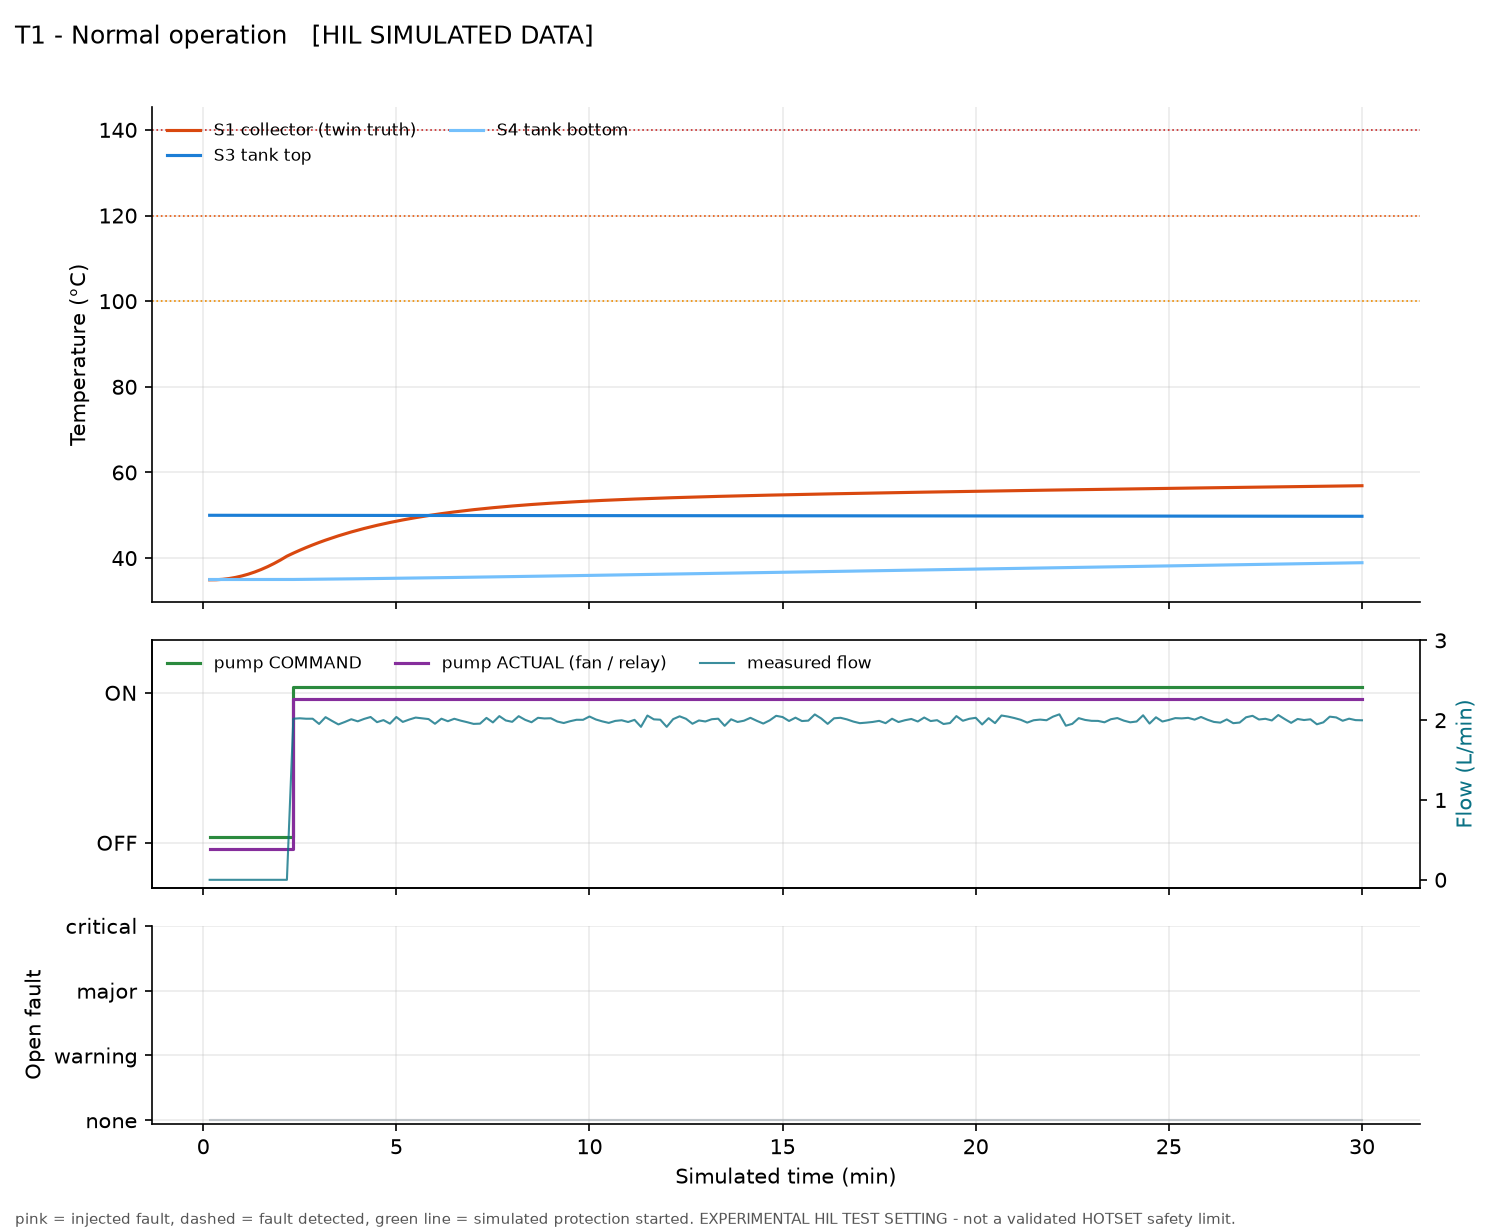 T1 - Normal operation   [HIL SIMULATED DATA]
S1 collector (twin truth)
S4 tank bottom
S3 tank top
Temperature (°C)
140
120
100
80
60
40
pump COMMAND
pump ACTUAL (fan / relay)
measured flow
ON
OFF
3
2
1
0
Flow (L/min)
Open fault
critical
major
warning
none
0 5 10 15 20 25 30
Simulated time (min)
pink = injected fault, dashed = fault detected, green line = simulated protection started. EXPERIMENTAL HIL TEST SETTING - not a validated HOTSET safety limit.